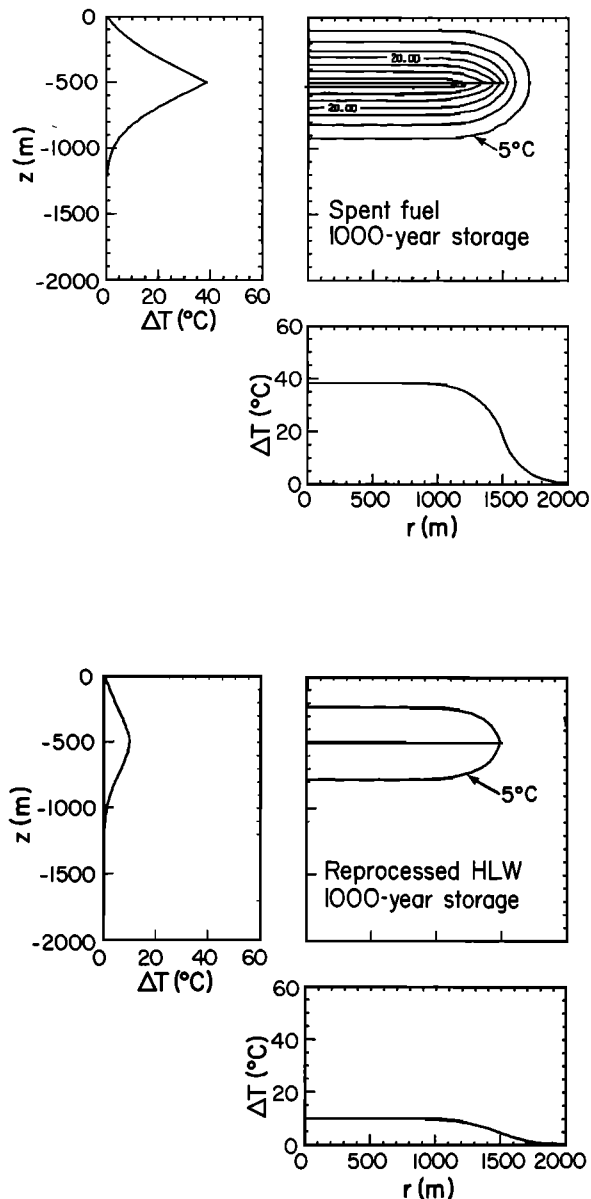 0
-500
-1000
-1500
-2000
z (m)
0 20 40 60
ΔT (°C)
20.00
20.00
5°C
Spent fuel
1000-year storage
60
40
20
0
ΔT (°C)
0 500 1000 1500 2000
r (m)
0
-500
-1000
-1500
-2000
z (m)
0 20 40 60
ΔT (°C)
5°C
Reprocessed HLW
1000-year storage
60
40
20
0
ΔT (°C)
0 500 1000 1500 2000
r (m)